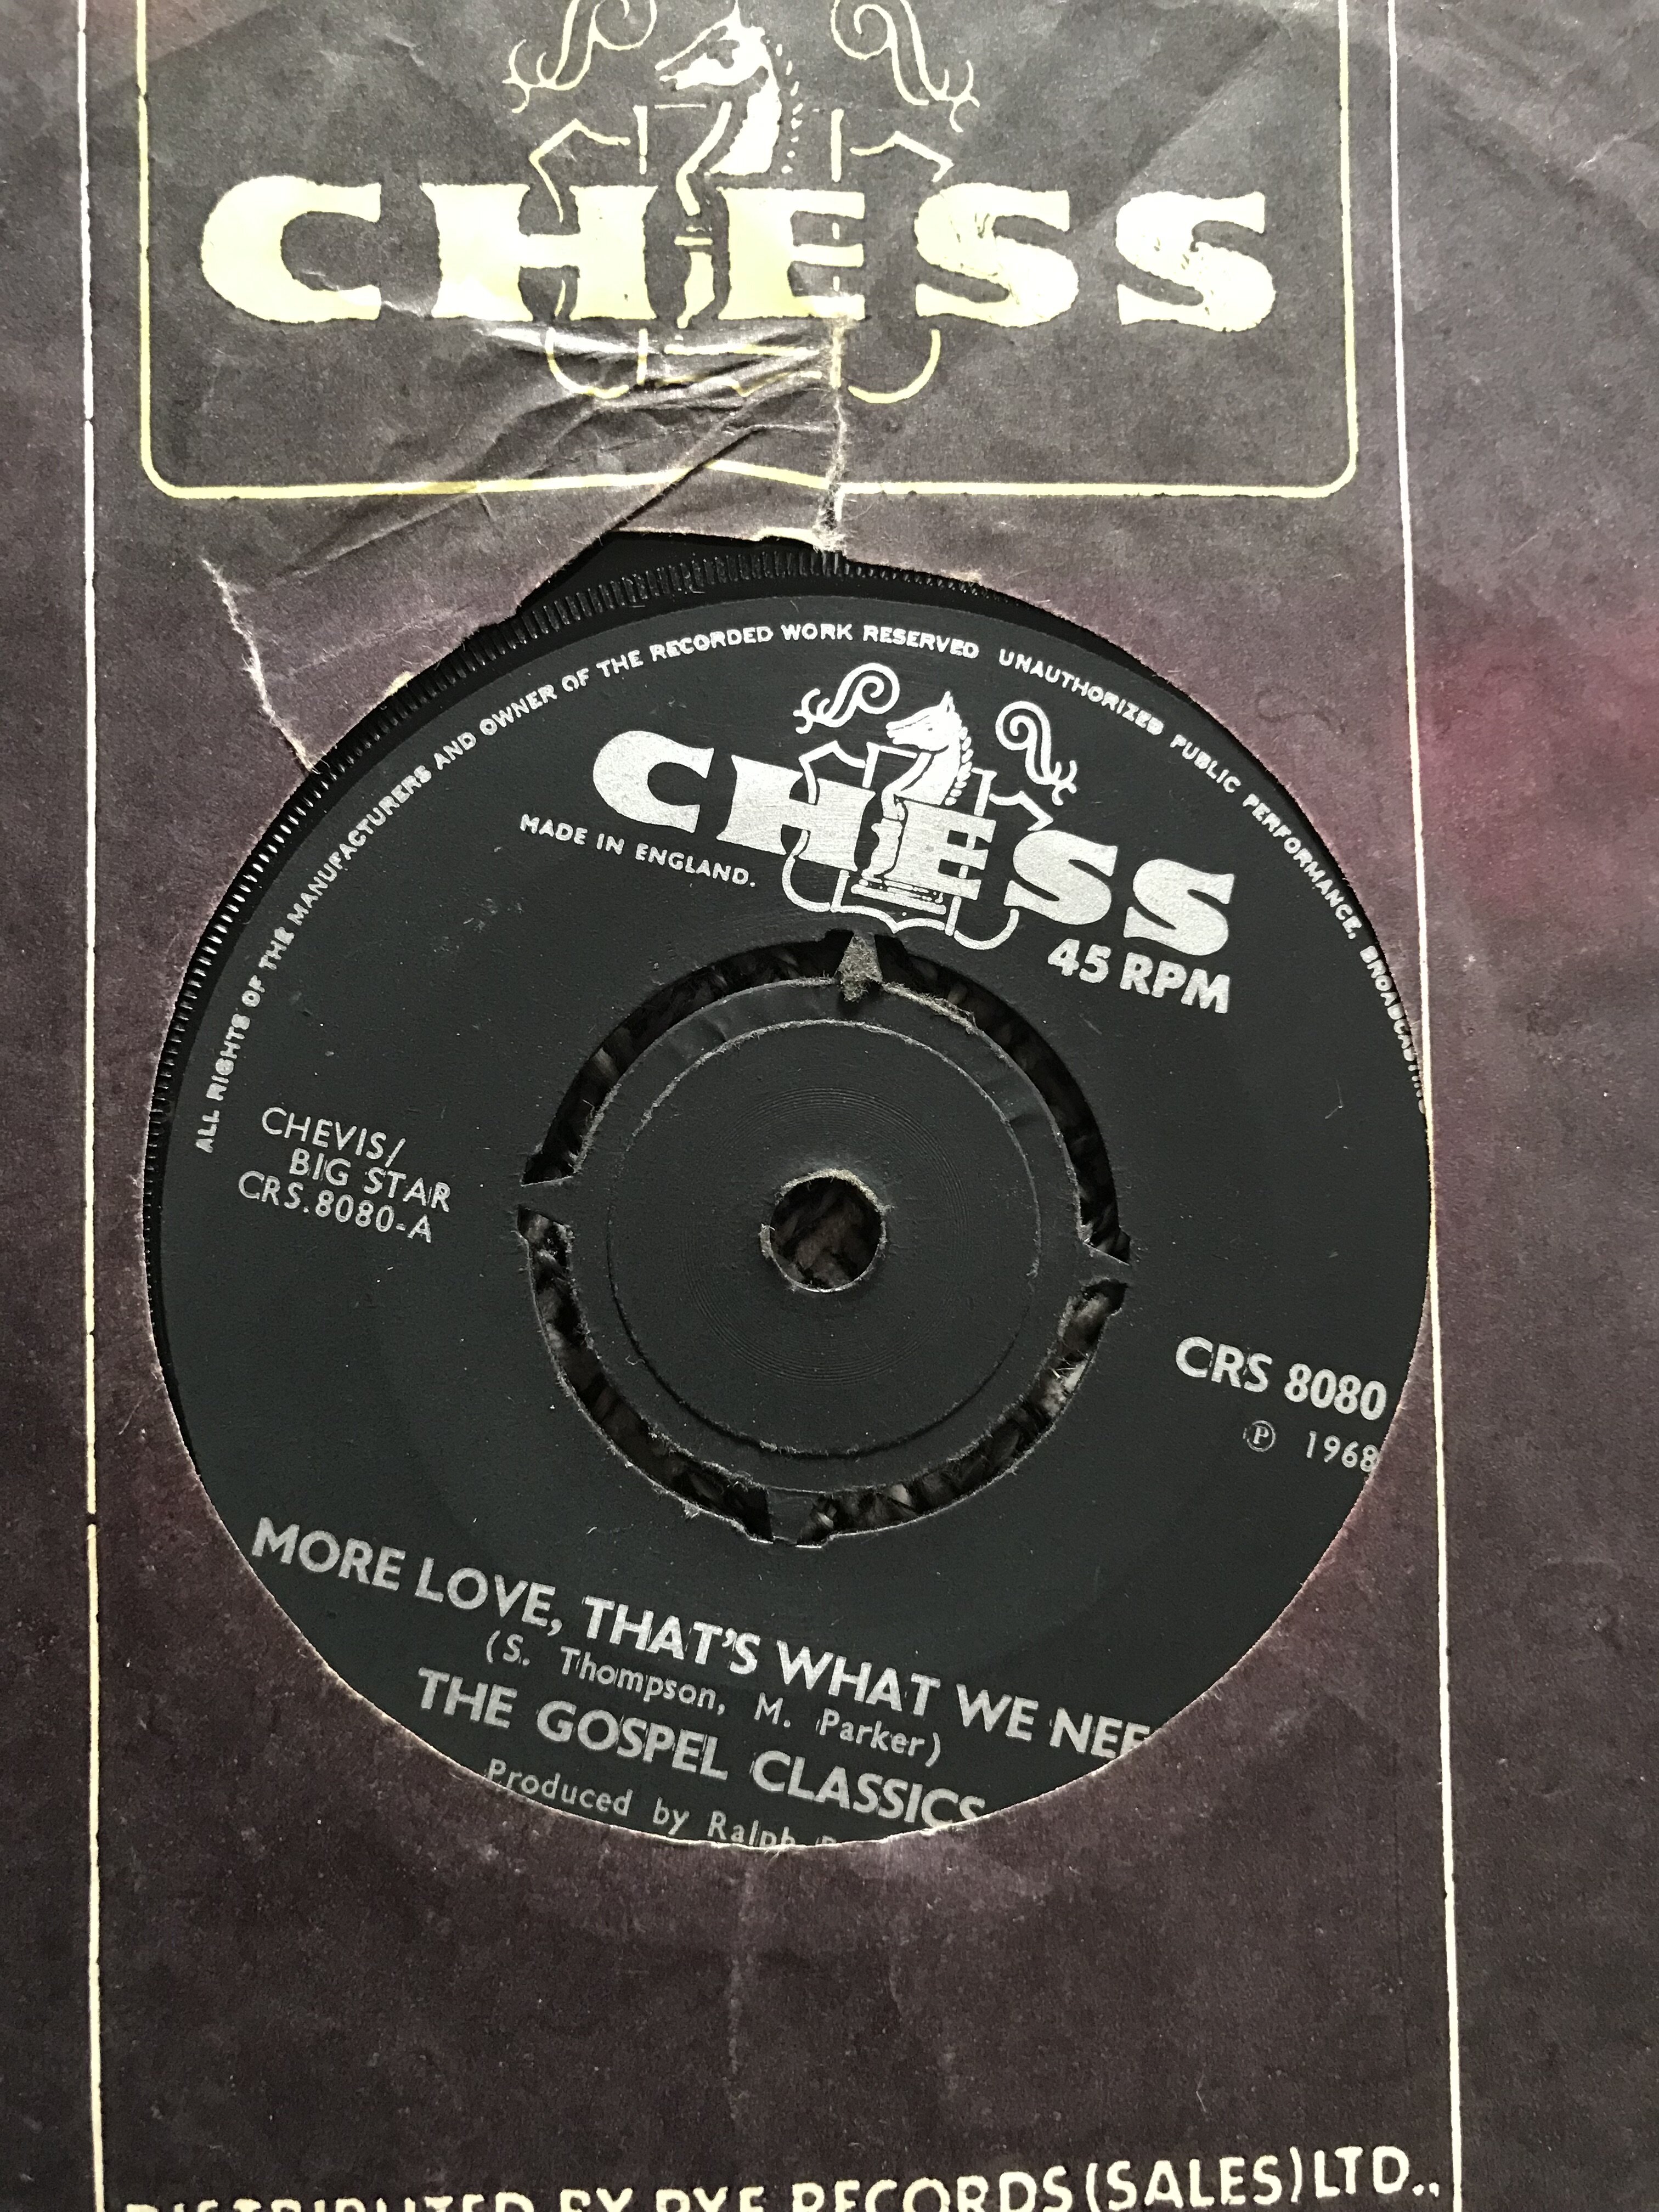 CHESS
ALL RIGHTS OF THE MANUFACTURERS AND OWNER OF THE RECORDED WORK RESERVED UNAUTHORIZED PUBLIC PERFORMANCE, BROADCASTING
CHESS
MADE IN ENGLAND.
45 RPM
CHEVIS/
BIG STAR
CRS.8080-A
CRS 8080
Ⓟ 1968
MORE LOVE, THAT'S WHAT WE NEE
(S. Thompson, M. Parker)
THE GOSPEL CLASSICS
Produced by Ralph
DISTRIBUTED BY PYE RECORDS (SALES) LTD.,